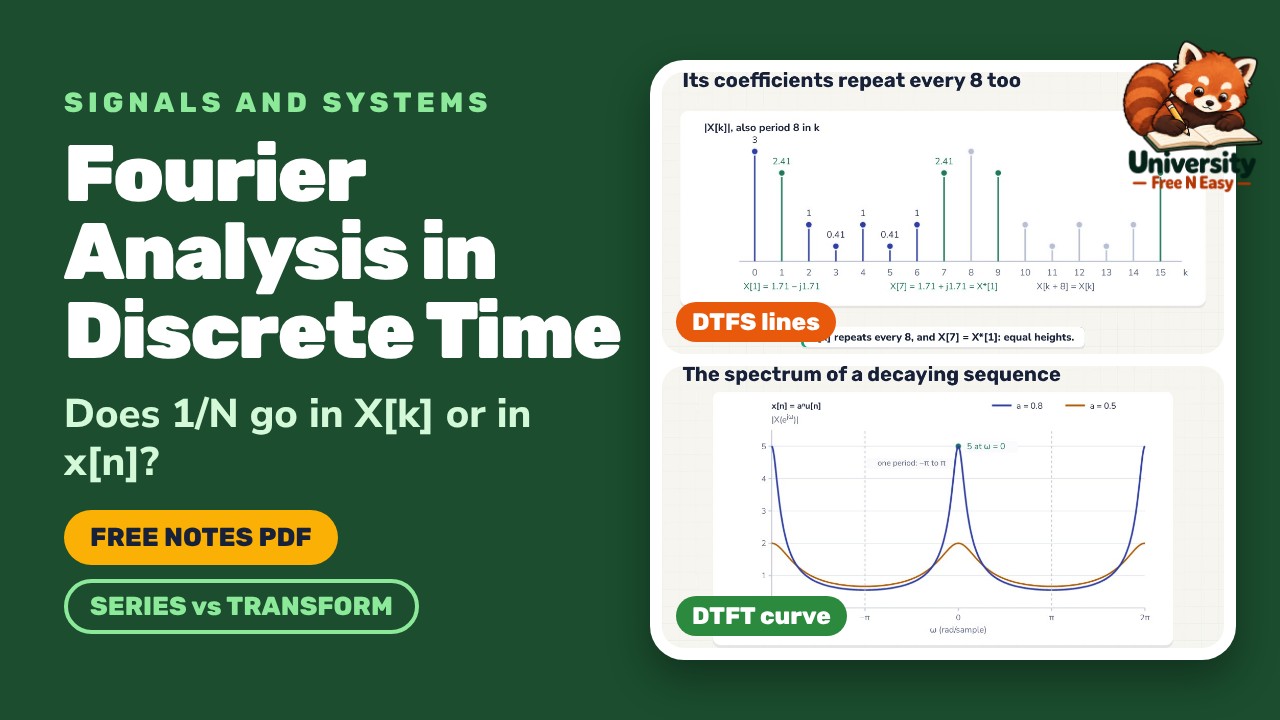 SIGNALS AND SYSTEMS
Fourier
Analysis in
Discrete Time
Does 1/N go in X[k] or in
x[n]?
FREE NOTES PDF
SERIES vs TRANSFORM
Its coefficients repeat every 8 too
|X[k]|, also period 8 in k
3
2.41
1
0.41
1
0.41
1
2.41
0 1 2 3 4 5 6 7 8 9 10 11 12 13 14 15 k
X[1] = 1.71 − j1.71
X[7] = 1.71 + j1.71 = X*[1]
X[k + 8] = X[k]
DTFS lines
repeats every 8, and X[7] = X*[1]: equal heights.
University
Free N Easy
The spectrum of a decaying sequence
x[n] = aⁿu[n]
|X(e^jω)|
a = 0.8
a = 0.5
5 at ω = 0
one period: −π to π
5
4
3
2
1
−π 0 π 2π
ω (rad/sample)
DTFT curve